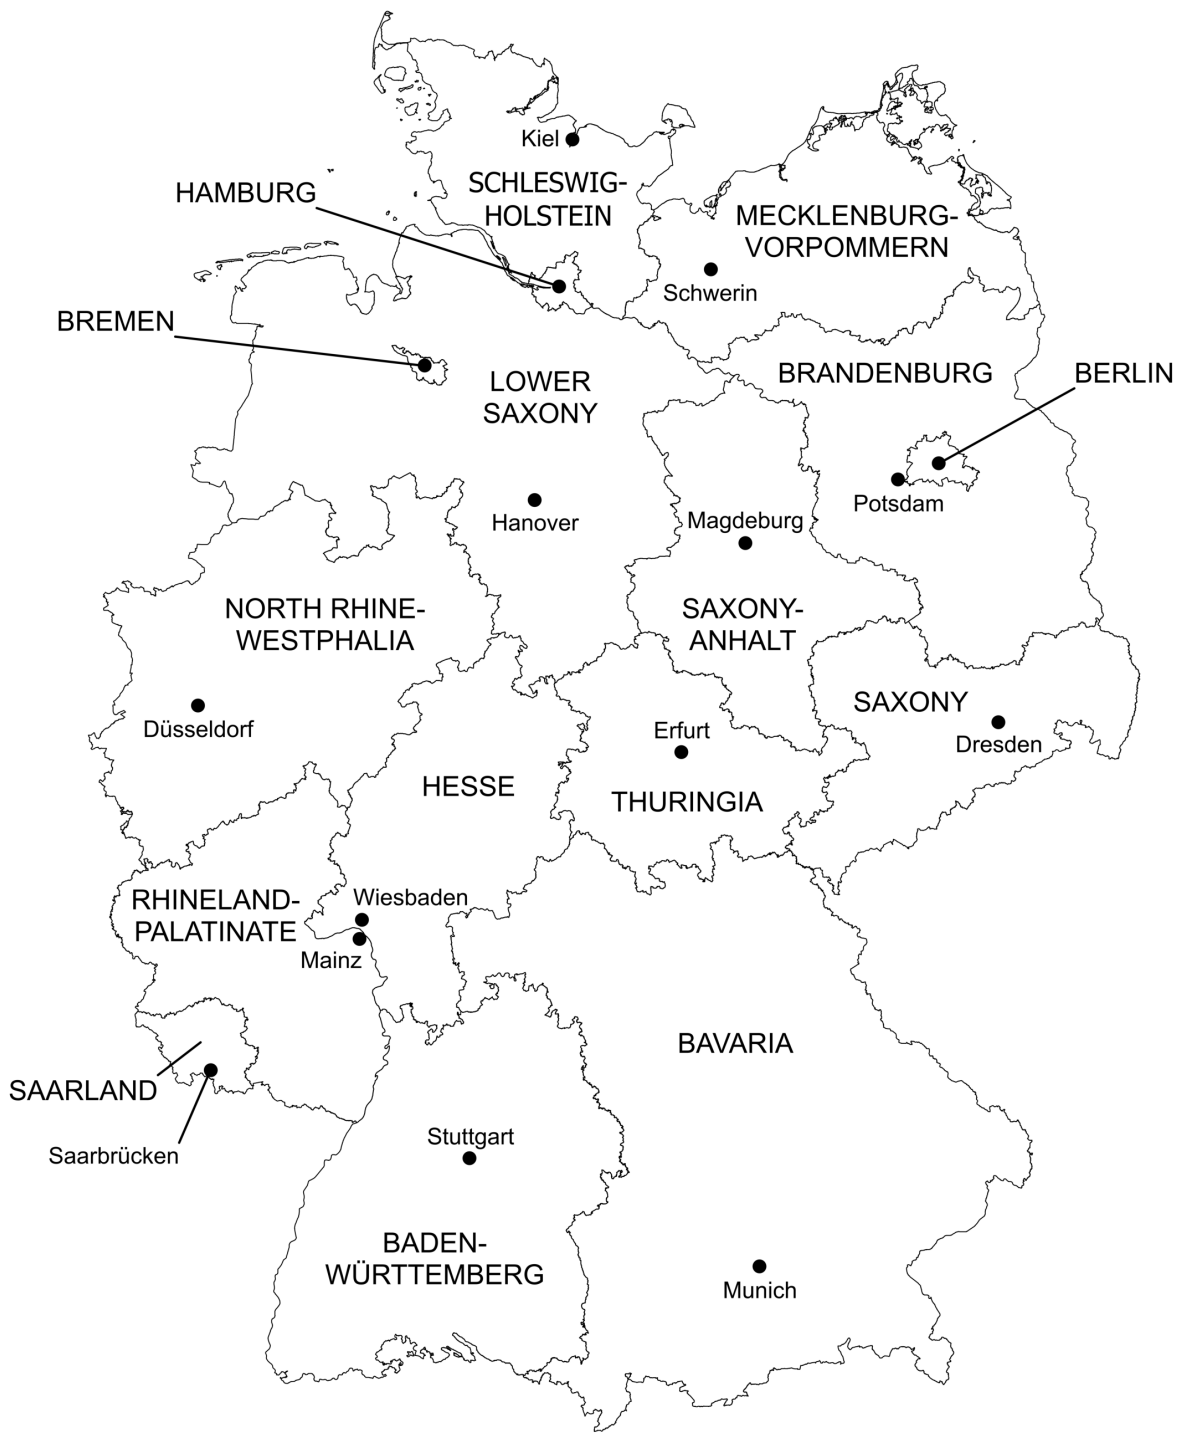 Kiel
SCHLESWIG-
HOLSTEIN
HAMBURG
MECKLENBURG-
VORPOMMERN
Schwerin
BREMEN
LOWER
SAXONY
BRANDENBURG
BERLIN
Potsdam
Hanover
Magdeburg
NORTH RHINE-
WESTPHALIA
SAXONY-
ANHALT
Düsseldorf
SAXONY
Dresden
Erfurt
HESSE
THURINGIA
RHINELAND-
PALATINATE
Wiesbaden
Mainz
BAVARIA
SAARLAND
Saarbrücken
Stuttgart
BADEN-
WÜRTTEMBERG
Munich